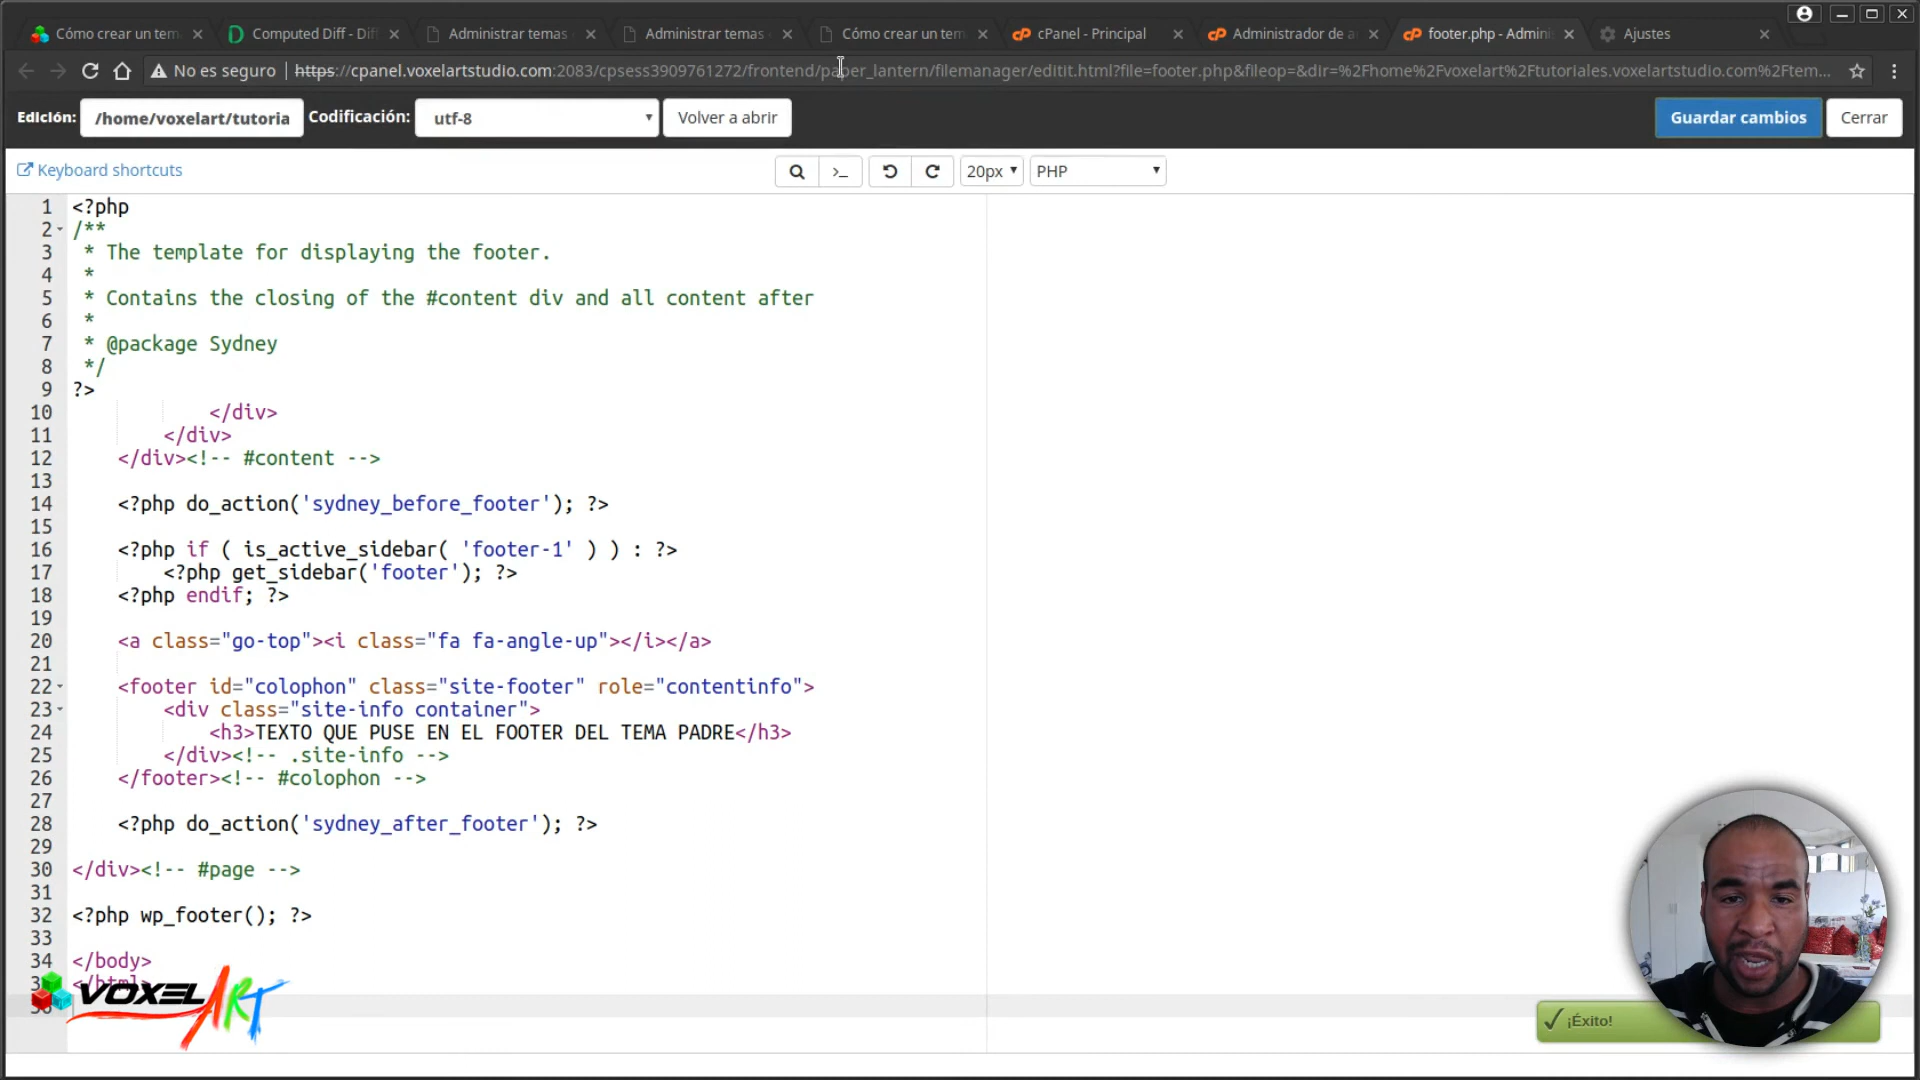 Cómo crear un tem
Computed Diff - Dif
Administrar temas
Administrar temas
Cómo crear un tem
cPanel - Principal
Administrador de a
footer.php - Admini
Ajustes
No es seguro | https://cpanel.voxelartstudio.com:2083/cpsess3909761272/frontend/paper_lantern/filemanager/editit.html?file=footer.php&fileop=&dir=%2Fhome%2Fvoxelart%2Ftutoriales.voxelartstudio.com%2Ftem...
Edición: /home/voxelart/tutoria Codificación: utf-8 Volver a abrir Guardar cambios Cerrar
Keyboard shortcuts >_ 20px PHP
1 <?php
2 /**
3 * The template for displaying the footer.
4 *
5 * Contains the closing of the #content div and all content after
6 *
7 * @package Sydney
8 */
9 ?>
10 </div>
11 </div>
12 </div><!-- #content -->
13
14 <?php do_action('sydney_before_footer'); ?>
15
16 <?php if ( is_active_sidebar( 'footer-1' ) ) : ?>
17 <?php get_sidebar('footer'); ?>
18 <?php endif; ?>
19
20 <a class="go-top"><i class="fa fa-angle-up"></i></a>
21
22 <footer id="colophon" class="site-footer" role="contentinfo">
23 <div class="site-info container">
24 <h3>TEXTO QUE PUSE EN EL FOOTER DEL TEMA PADRE</h3>
25 </div><!-- .site-info -->
26 </footer><!-- #colophon -->
27
28 <?php do_action('sydney_after_footer'); ?>
29
30 </div><!-- #page -->
31
32 <?php wp_footer(); ?>
33
34 </body>
</html>
VOXEL ART
¡Éxito!